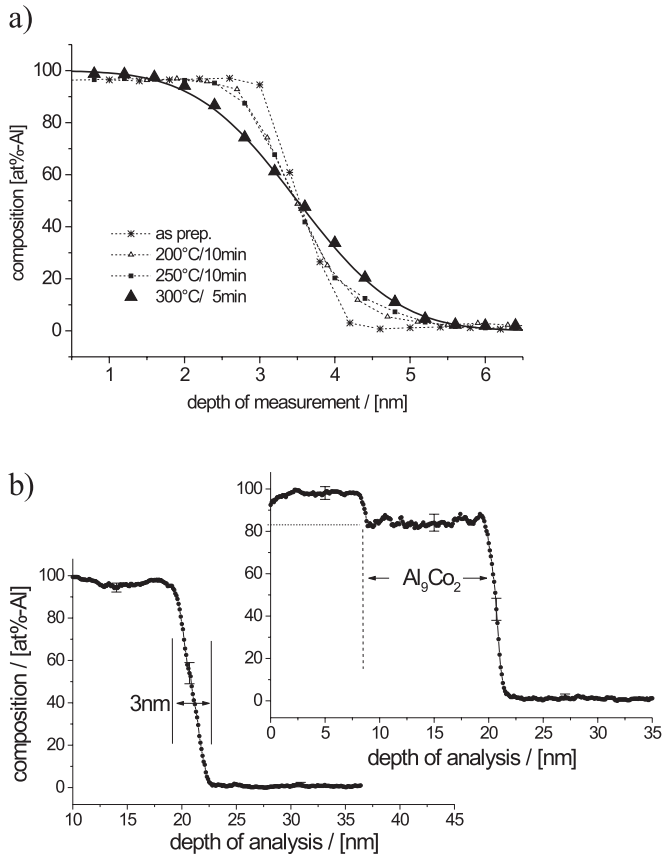 a)
100
80
60
40
20
0
composition [at%-Al]
as prep.
200°C/10min
250°C/10min
300°C/ 5min
1 2 3 4 5 6
depth of measurement / [nm]
b)
100
80
60
40
20
0
composition / [at%-Al]
3nm
10 15 20 25 30 35 40 45
depth of analysis / [nm]
100
80
60
40
20
0
Al₉Co₂
0 5 10 15 20 25 30 35
depth of analysis / [nm]